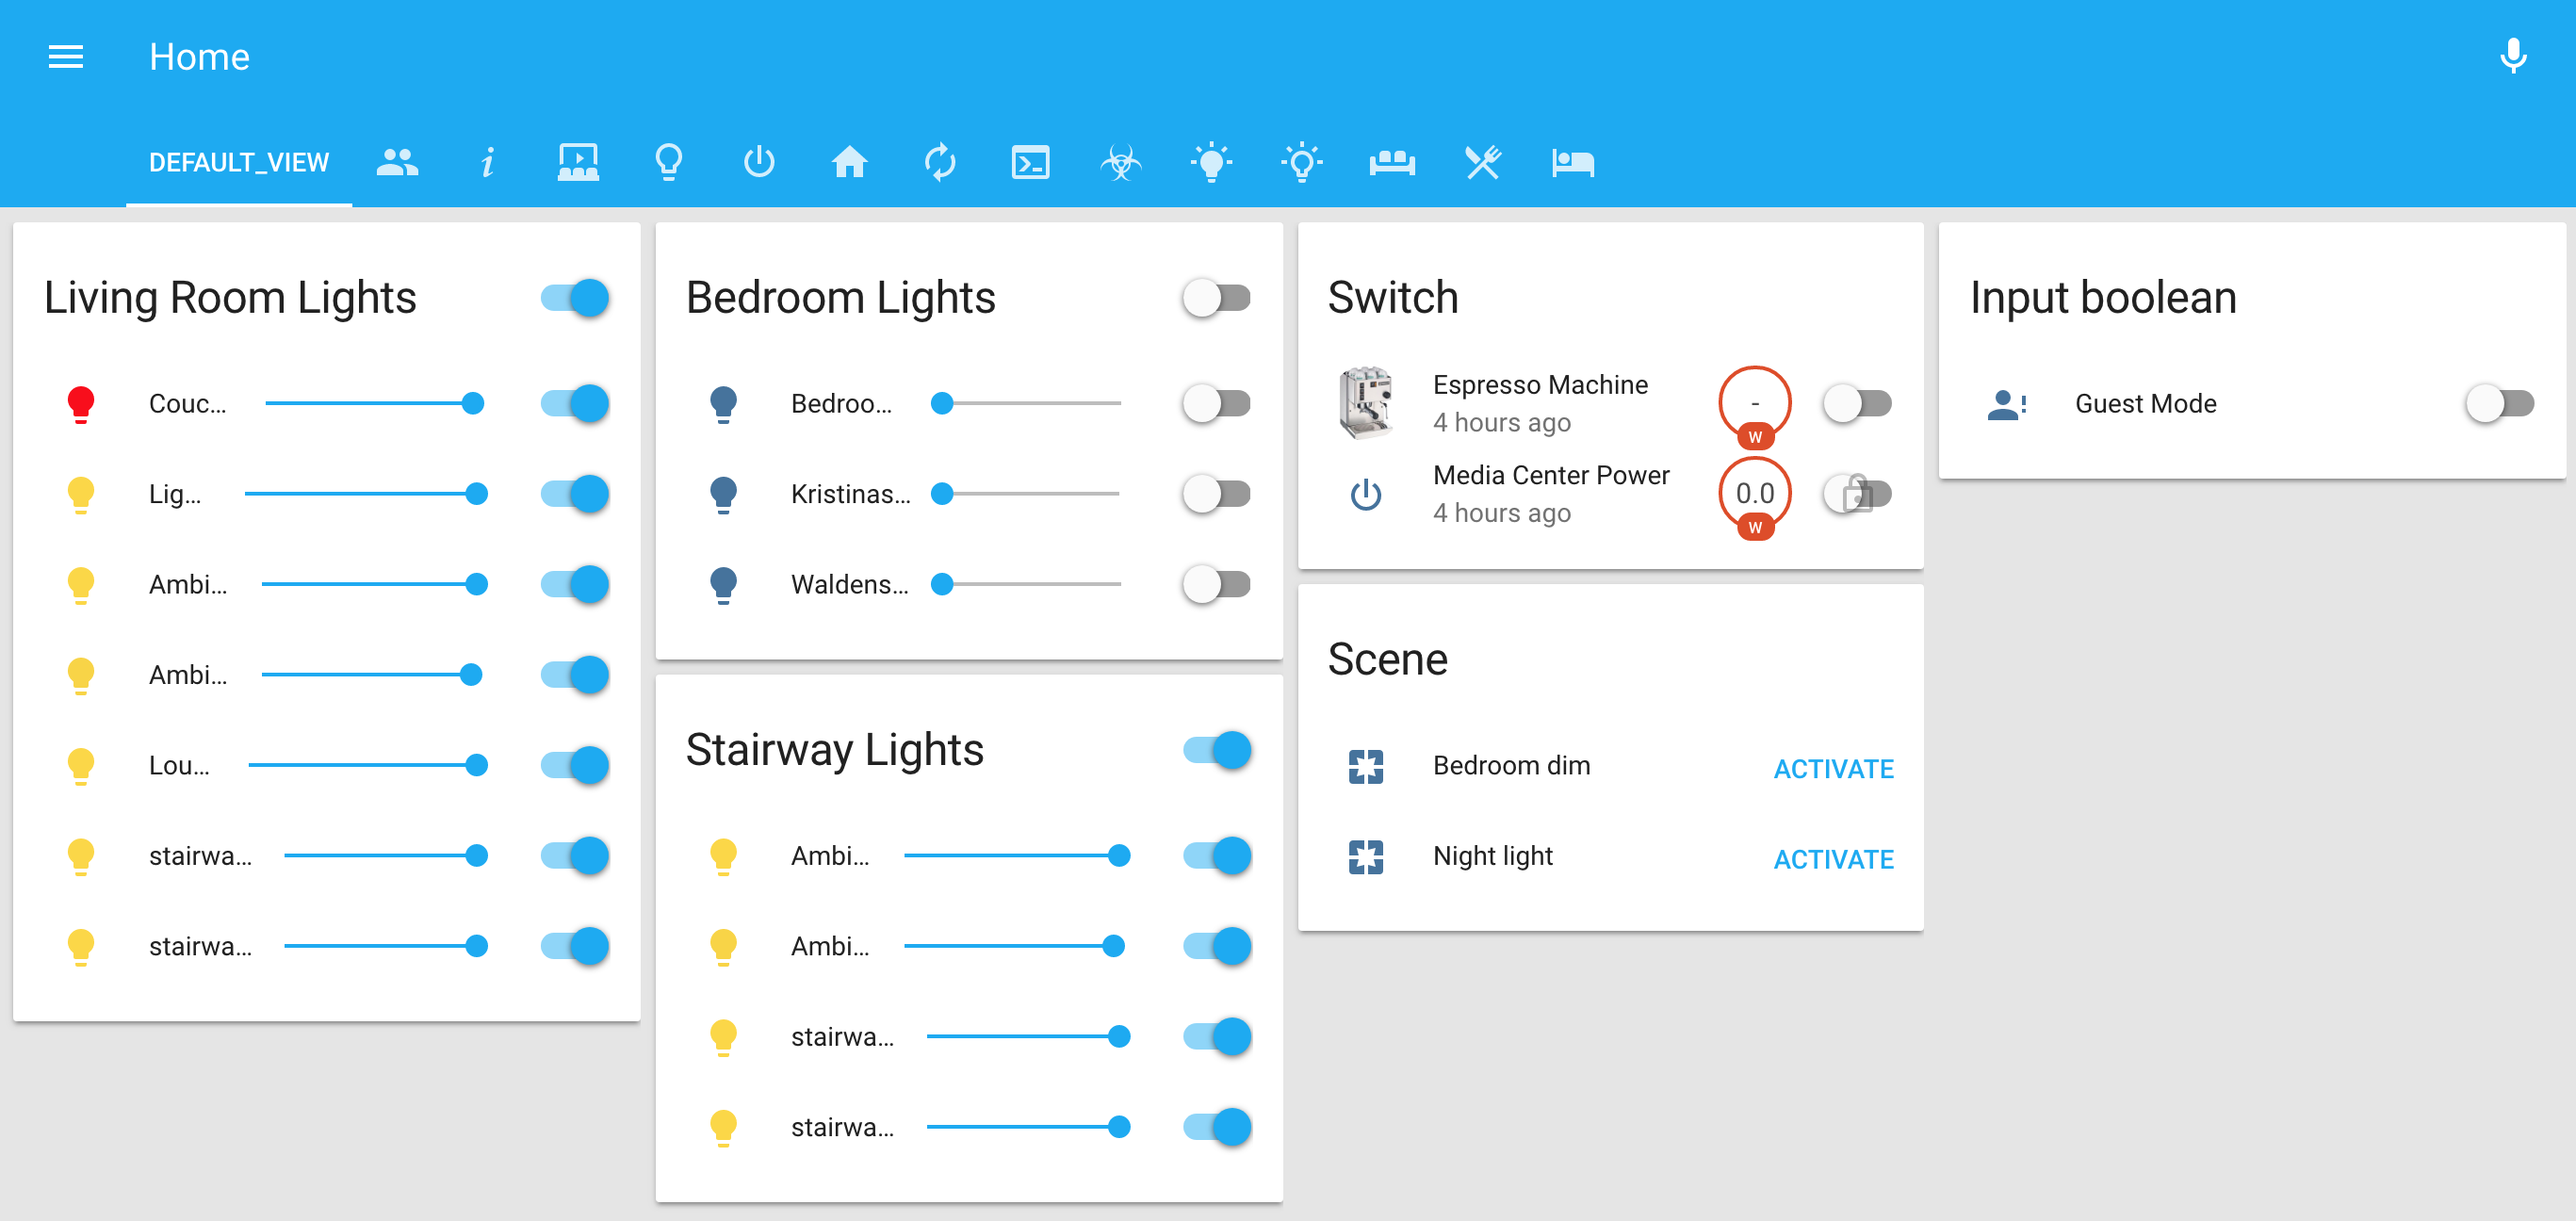 Home
DEFAULT_VIEW
Living Room Lights
Couc...
Lig...
Ambi...
Ambi...
Lou...
stairwa...
stairwa...
Bedroom Lights
Bedroo...
Kristinas...
Waldens...
Stairway Lights
Ambi...
Ambi...
stairwa...
stairwa...
Switch
Espresso Machine
4 hours ago
-
W
Media Center Power
4 hours ago
0.0
W
Scene
Bedroom dim
ACTIVATE
Night light
ACTIVATE
Input boolean
Guest Mode